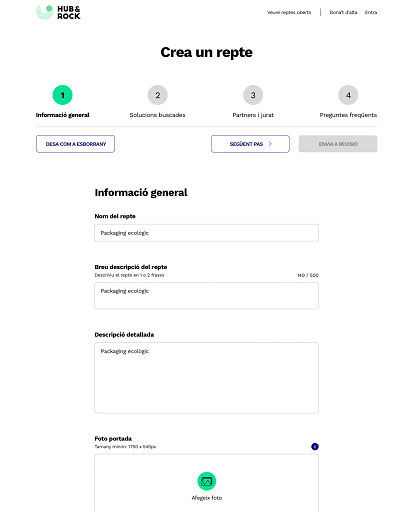 HUB&
ROCK
Veure reptes oberts
Dona't d'alta
Entra
Crea un repte
1
2
3
4
Informació general
Solucions buscades
Partners i jurat
Preguntes freqüents
DESA COM A ESBORRANY
SEGÜENT PAS
ENVIA A REVISIÓ
Informació general
Nom del repte
Packaging ecològic
Breu descripció del repte
Descriviu el repte en 1 o 2 frases
140 / 500
Packaging ecològic
Descripció detallada
Packaging ecològic
Foto portada
Tamany mínim: 1750 x 540px
Afegeix foto